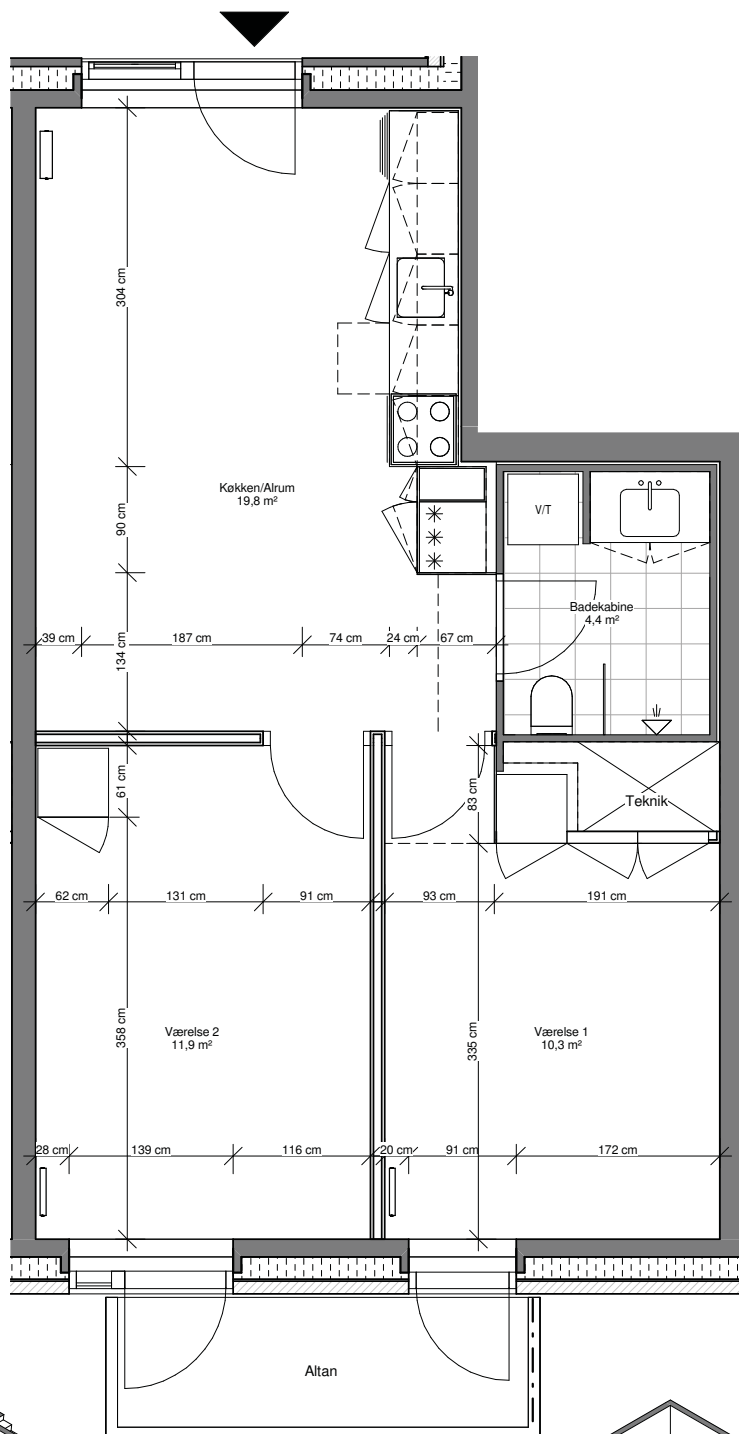 304 cm
Køkken/Alrum
19,8 m²
90 cm
V/T
Badekabine
4,4 m²
39 cm
187 cm
74 cm
24 cm
67 cm
134 cm
61 cm
83 cm
Teknik
62 cm
131 cm
91 cm
93 cm
191 cm
358 cm
Værelse 2
11,9 m²
335 cm
Værelse 1
10,3 m²
28 cm
139 cm
116 cm
20 cm
91 cm
172 cm
Altan